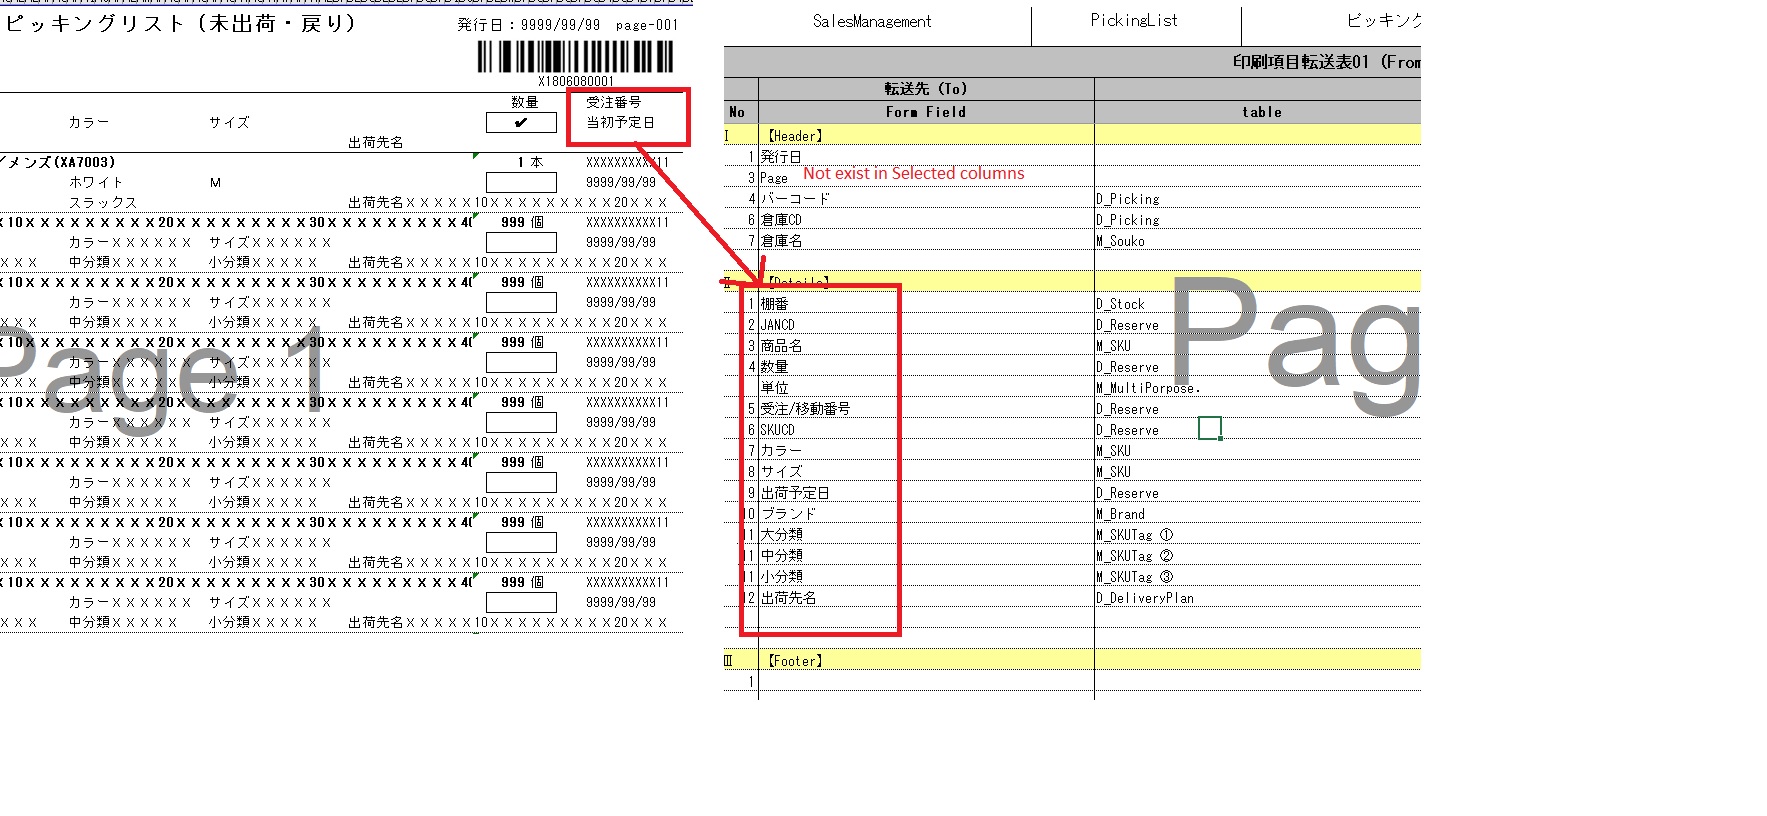 ピッキングリスト（未出荷・戻り）
発行日：9999/99/99 page-001
X1806080001
数量 受注番号
カラー サイズ ✔ 当初予定日
出荷先名
／メンズ(XA7003) 1 本 XXXXXXXXXX11
ホワイト M 9999/99/99
スラックス 出荷先名ＸＸＸＸＸ10ＸＸＸＸＸＸＸＸ20ＸＸＸ
Ｘ10ＸＸＸＸＸＸＸＸ20ＸＸＸＸＸＸＸＸ30ＸＸＸＸＸＸＸＸ40 999 個 XXXXXXXXXX11
カラーＸＸＸＸＸＸ サイズＸＸＸＸＸＸ 9999/99/99
ＸＸＸ 中分類ＸＸＸＸＸ 小分類ＸＸＸＸＸ 出荷先名ＸＸＸＸＸ10ＸＸＸＸＸＸＸＸ20ＸＸＸ
Ｘ10ＸＸＸＸＸＸＸＸ20ＸＸＸＸＸＸＸＸ30ＸＸＸＸＸＸＸＸ40 999 個 XXXXXXXXXX11
カラーＸＸＸＸＸＸ サイズＸＸＸＸＸＸ 9999/99/99
ＸＸＸ 中分類ＸＸＸＸＸ 小分類ＸＸＸＸＸ 出荷先名ＸＸＸＸＸ10ＸＸＸＸＸＸＸＸ20ＸＸＸ
Ｘ10ＸＸＸＸＸＸＸＸ20ＸＸＸＸＸＸＸＸ30ＸＸＸＸＸＸＸＸ40 999 個 XXXXXXXXXX11
カラーＸＸＸＸＸＸ サイズＸＸＸＸＸＸ 9999/99/99
ＸＸＸ 中分類ＸＸＸＸＸ 小分類ＸＸＸＸＸ 出荷先名ＸＸＸＸＸ10ＸＸＸＸＸＸＸＸ20ＸＸＸ
Page 1
Ｘ10ＸＸＸＸＸＸＸＸ20ＸＸＸＸＸＸＸＸ30ＸＸＸＸＸＸＸＸ40 999 個 XXXXXXXXXX11
カラーＸＸＸＸＸＸ サイズＸＸＸＸＸＸ 9999/99/99
ＸＸＸ 中分類ＸＸＸＸＸ 小分類ＸＸＸＸＸ 出荷先名ＸＸＸＸＸ10ＸＸＸＸＸＸＸＸ20ＸＸＸ
Ｘ10ＸＸＸＸＸＸＸＸ20ＸＸＸＸＸＸＸＸ30ＸＸＸＸＸＸＸＸ40 999 個 XXXXXXXXXX11
カラーＸＸＸＸＸＸ サイズＸＸＸＸＸＸ 9999/99/99
ＸＸＸ 中分類ＸＸＸＸＸ 小分類ＸＸＸＸＸ 出荷先名ＸＸＸＸＸ10ＸＸＸＸＸＸＸＸ20ＸＸＸ
Ｘ10ＸＸＸＸＸＸＸＸ20ＸＸＸＸＸＸＸＸ30ＸＸＸＸＸＸＸＸ40 999 個 XXXXXXXXXX11
カラーＸＸＸＸＸＸ サイズＸＸＸＸＸＸ 9999/99/99
ＸＸＸ 中分類ＸＸＸＸＸ 小分類ＸＸＸＸＸ 出荷先名ＸＸＸＸＸ10ＸＸＸＸＸＸＸＸ20ＸＸＸ
Ｘ10ＸＸＸＸＸＸＸＸ20ＸＸＸＸＸＸＸＸ30ＸＸＸＸＸＸＸＸ40 999 個 XXXXXXXXXX11
カラーＸＸＸＸＸＸ サイズＸＸＸＸＸＸ 9999/99/99
ＸＸＸ 中分類ＸＸＸＸＸ 小分類ＸＸＸＸＸ 出荷先名ＸＸＸＸＸ10ＸＸＸＸＸＸＸＸ20ＸＸＸ
SalesManagement PickingList ピッキング
印刷項目転送表01 (From
転送先 (To)
No Form Field table
Ⅰ 【Header】
1 発行日
3 Page Not exist in Selected columns
4 バーコード D_Picking
6 倉庫CD D_Picking
7 倉庫名 M_Souko
Ⅱ 【Details】
1 棚番 D_Stock
2 JANCD D_Reserve
3 商品名 M_SKU
4 数量 D_Reserve
単位 M_MultiPorpose.
5 受注/移動番号 D_Reserve
6 SKUCD D_Reserve
7 カラー M_SKU
8 サイズ M_SKU
9 出荷予定日 D_Reserve
10 ブランド M_Brand
11 大分類 M_SKUTag ①
11 中分類 M_SKUTag ②
11 小分類 M_SKUTag ③
12 出荷先名 D_DeliveryPlan
Pag
Ⅲ 【Footer】
1